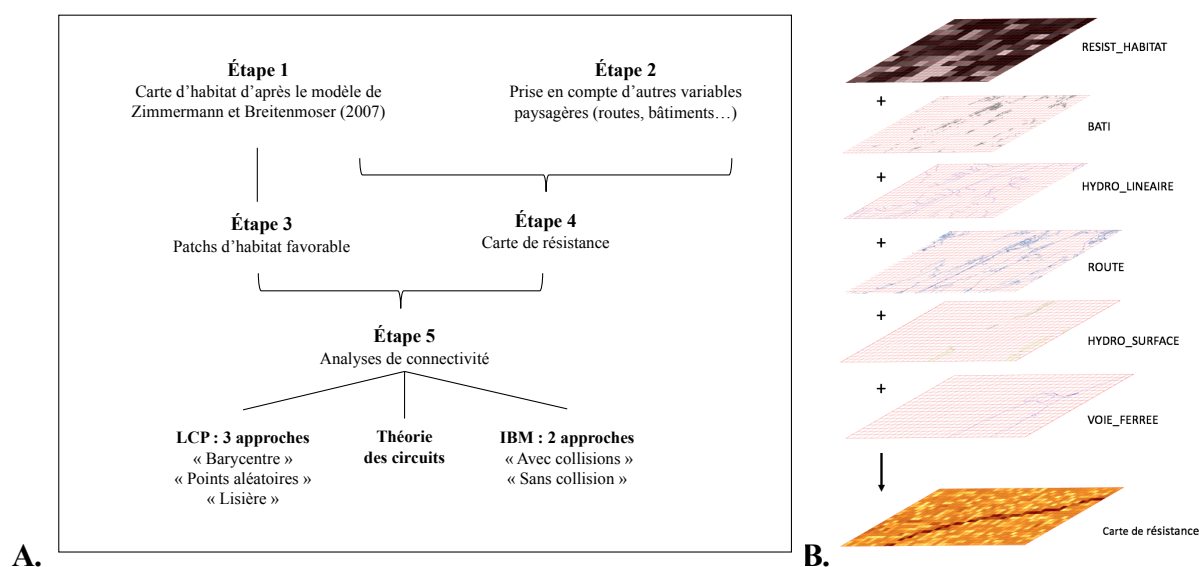 Étape 1
Carte d'habitat d'après le modèle de
Zimmermann et Breitenmoser (2007)
Étape 2
Prise en compte d'autres variables
paysagères (routes, bâtiments…)
Étape 3
Patchs d'habitat favorable
Étape 4
Carte de résistance
Étape 5
Analyses de connectivité
LCP : 3 approches
« Barycentre »
« Points aléatoires »
« Lisière »
Théorie
des circuits
IBM : 2 approches
« Avec collisions »
« Sans collision »
A.
RESIST_HABITAT
+
BATI
+
HYDRO_LINEAIRE
+
ROUTE
+
HYDRO_SURFACE
+
VOIE_FERREE
Carte de résistance
B.